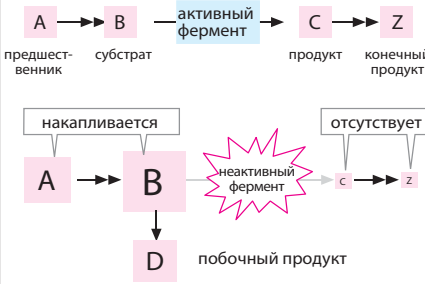 A B активный фермент C Z
предшест-
венник
субстрат
продукт
конечный
продукт
накапливается
отсутствует
A B неактивный фермент C Z
D побочный продукт